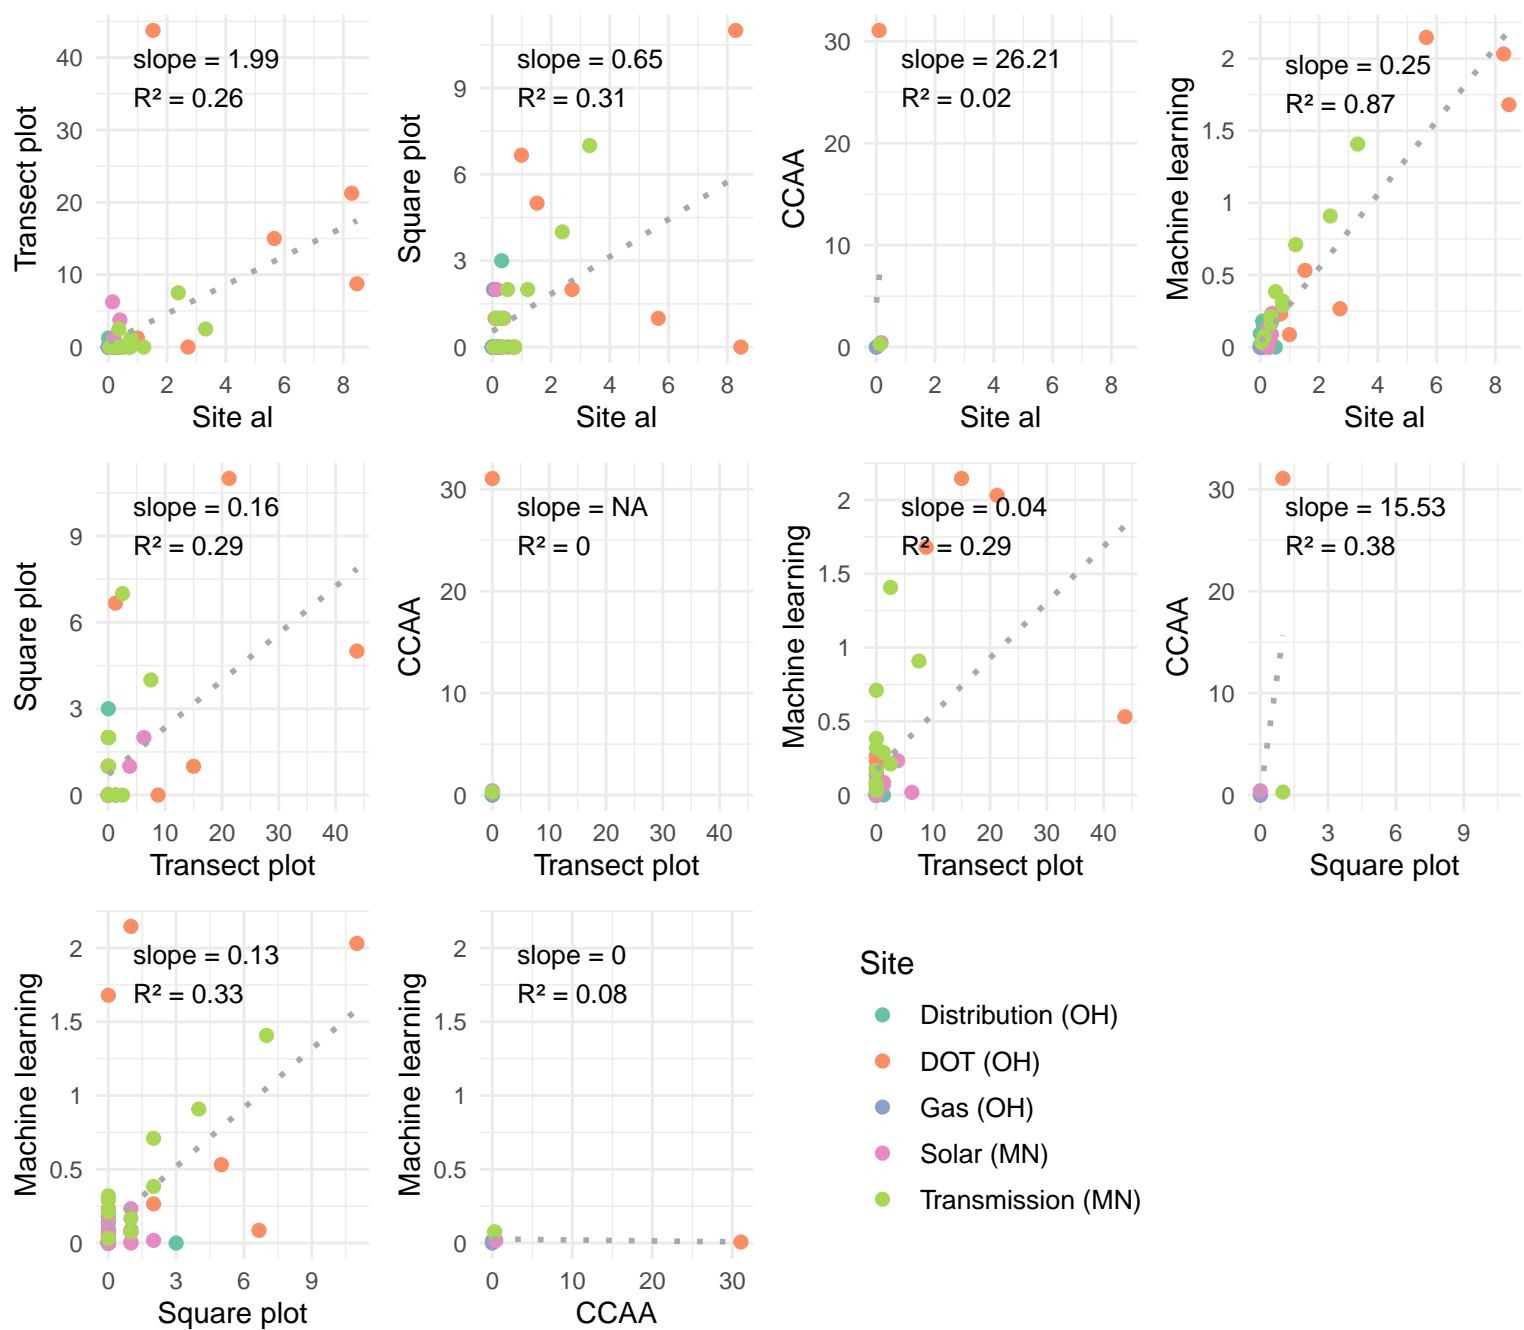 slope = 1.99
R² = 0.26
Transect plot
40
30
20
10
0
0 2 4 6 8
Site al
slope = 0.65
R² = 0.31
Square plot
9
6
3
0
0 2 4 6 8
Site al
slope = 26.21
R² = 0.02
CCAA
30
20
10
0
0 2 4 6 8
Site al
slope = 0.25
R² = 0.87
Machine learning
2
1.5
1
0.5
0
0 2 4 6 8
Site al
slope = 0.16
R² = 0.29
Square plot
9
6
3
0
0 10 20 30 40
Transect plot
slope = NA
R² = 0
CCAA
30
20
10
0
0 10 20 30 40
Transect plot
slope = 0.04
R² = 0.29
Machine learning
2
1.5
1
0.5
0
0 10 20 30 40
Transect plot
slope = 15.53
R² = 0.38
CCAA
30
20
10
0
0 3 6 9
Square plot
slope = 0.13
R² = 0.33
Machine learning
2
1.5
1
0.5
0
0 3 6 9
Square plot
slope = 0
R² = 0.08
Machine learning
2
1.5
1
0.5
0
0 10 20 30
CCAA
Site
Distribution (OH)
DOT (OH)
Gas (OH)
Solar (MN)
Transmission (MN)